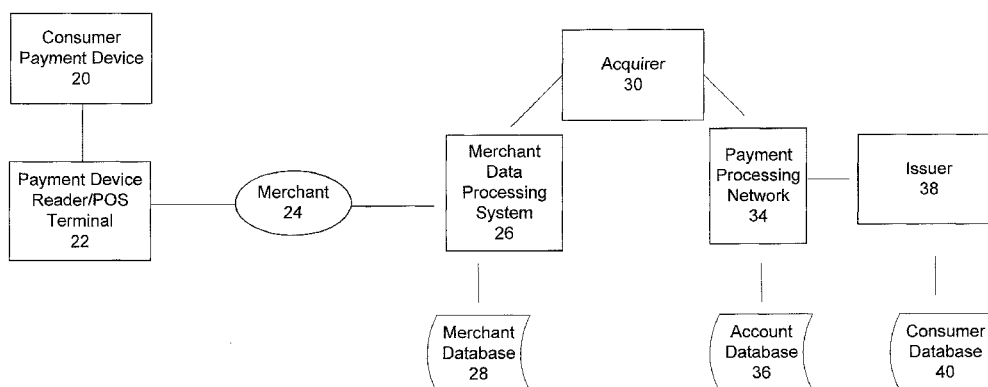 Consumer
Payment Device
20
Payment Device
Reader/POS
Terminal
22
Merchant
24
Merchant
Data
Processing
System
26
Merchant
Database
28
Acquirer
30
Payment
Processing
Network
34
Account
Database
36
Issuer
38
Consumer
Database
40